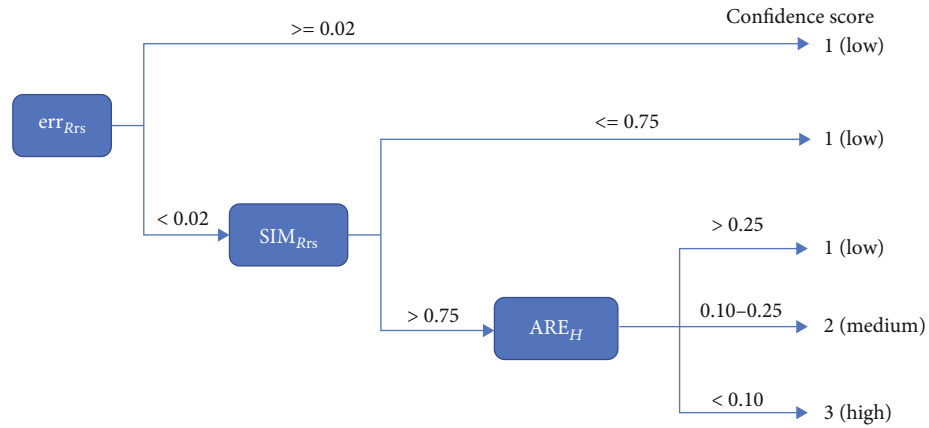 Confidence score
>= 0.02
1 (low)
err_Rrs
<= 0.75
1 (low)
< 0.02
SIM_Rrs
> 0.25
1 (low)
> 0.75
ARE_H
0.10–0.25
2 (medium)
< 0.10
3 (high)